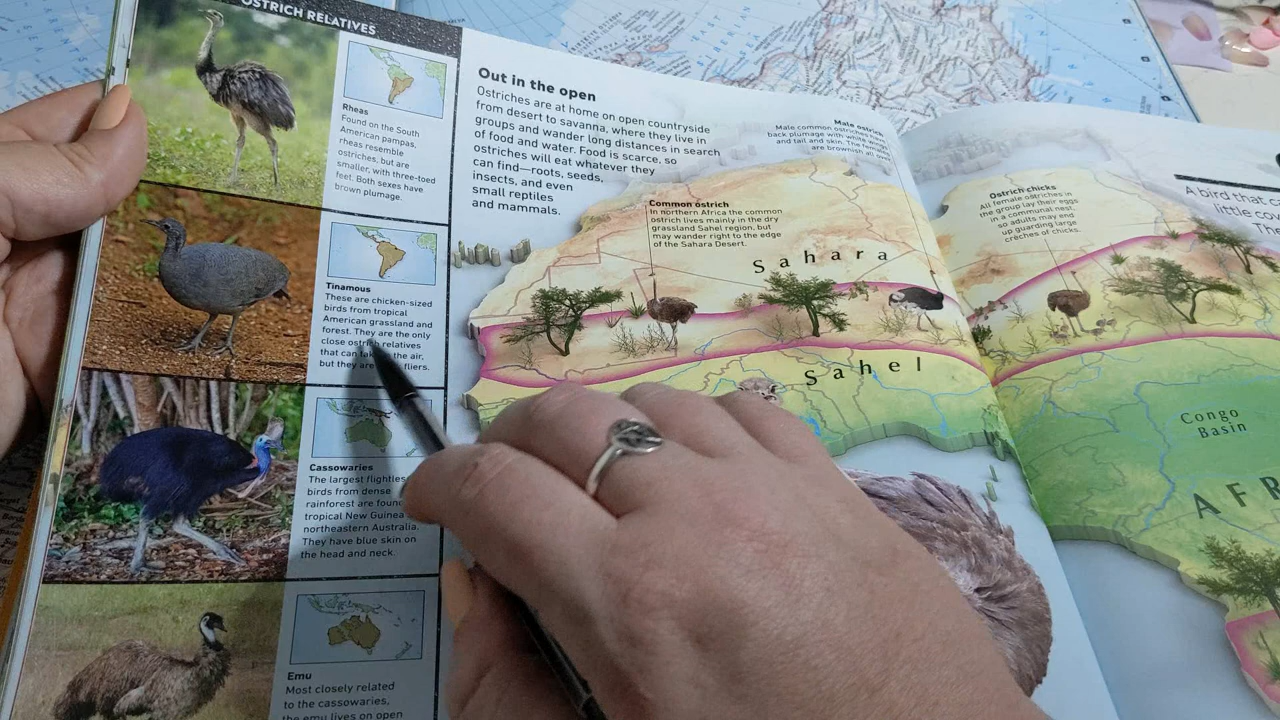 OSTRICH RELATIVES
Rheas
Found on the South
American pampas,
rheas resemble
ostriches, but are
smaller, with three-toed
feet. Both sexes have
brown plumage.
Tinamous
These are chicken-sized
birds from tropical
American grassland and
forest. They are the only
close ostrich relatives
that can the air,
but they are fliers.
Cassowaries
The largest flightless
birds from dense
rainforest are found
tropical New Guinea
northeastern Australia.
They have blue skin on
the head and neck.
Emu
Most closely related
to the cassowaries,
the emu lives on open
Out in the open
Ostriches are at home on open countryside
from desert to Savanna, where they live in
groups and wander long distances in search
of food and water. Food is scarce, so
ostriches will eat whatever they
can find—roots, seeds,
insects, and even
small reptiles
and mammals.
Common ostrich
In northern Africa the common
ostrich lives mainly in the dry
grassland Sahel region, but
may wander right to the edge
of the Sahara Desert.
Male ostrich
Male common ostriches have
back plumage with white wings
and tail and skin. The females
are brownish all over
Sahara
Sahel
Ostrich chicks
All female ostriches in
the group lay their eggs
in a communal nest,
so adults may end
up guarding large
crèches of chicks.
A bird that c
little cov
The
Congo
Basin
AFR